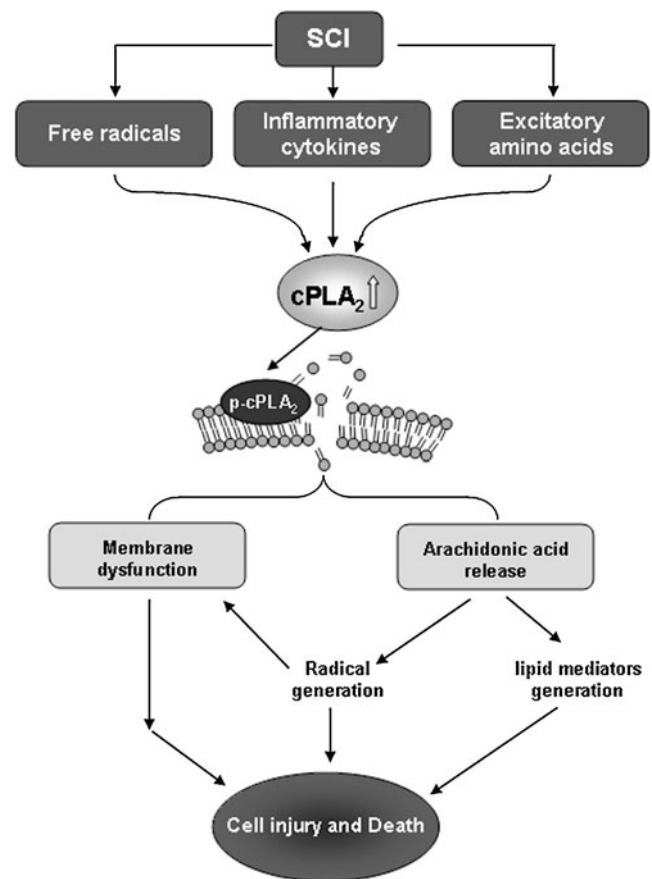 SCI
Free radicals
Inflammatory
cytokines
Excitatory
amino acids
cPLA₂
p-cPLA₂
Membrane
dysfunction
Arachidonic acid
release
Radical
generation
lipid mediators
generation
Cell injury and Death